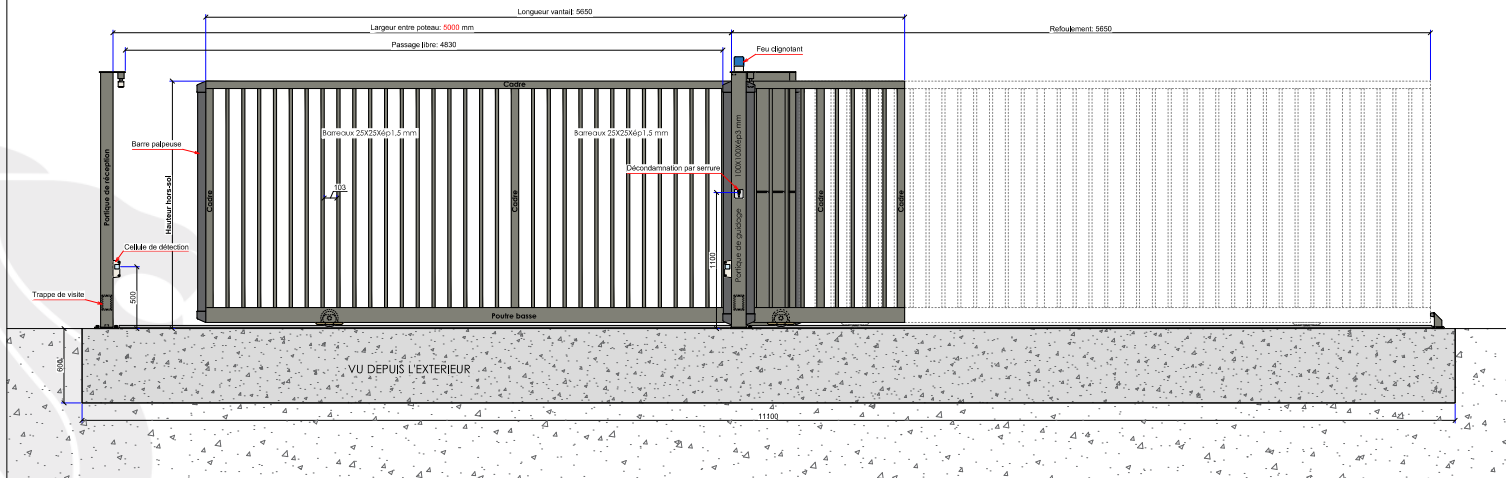 Longueur vantail: 5650
Largeur entre poteau: 5000 mm
Refoulement: 5650
Passage libre: 4830
Feu clignotant
Cadre
Barreaux 25X25Xép1.5 mm
Barreaux 25X25Xép1.5 mm
Barre palpeuse
Décondamnation par serrure
100X100Xép3 mm
103
Portique de réception
Hauteur hors-sol
Cadre
Cadre
Cadre
Cadre
Portique de guidage
Cellule de détection
1100
Trappe de visite
500
Poutre basse
600
VU DEPUIS L'EXTERIEUR
11100